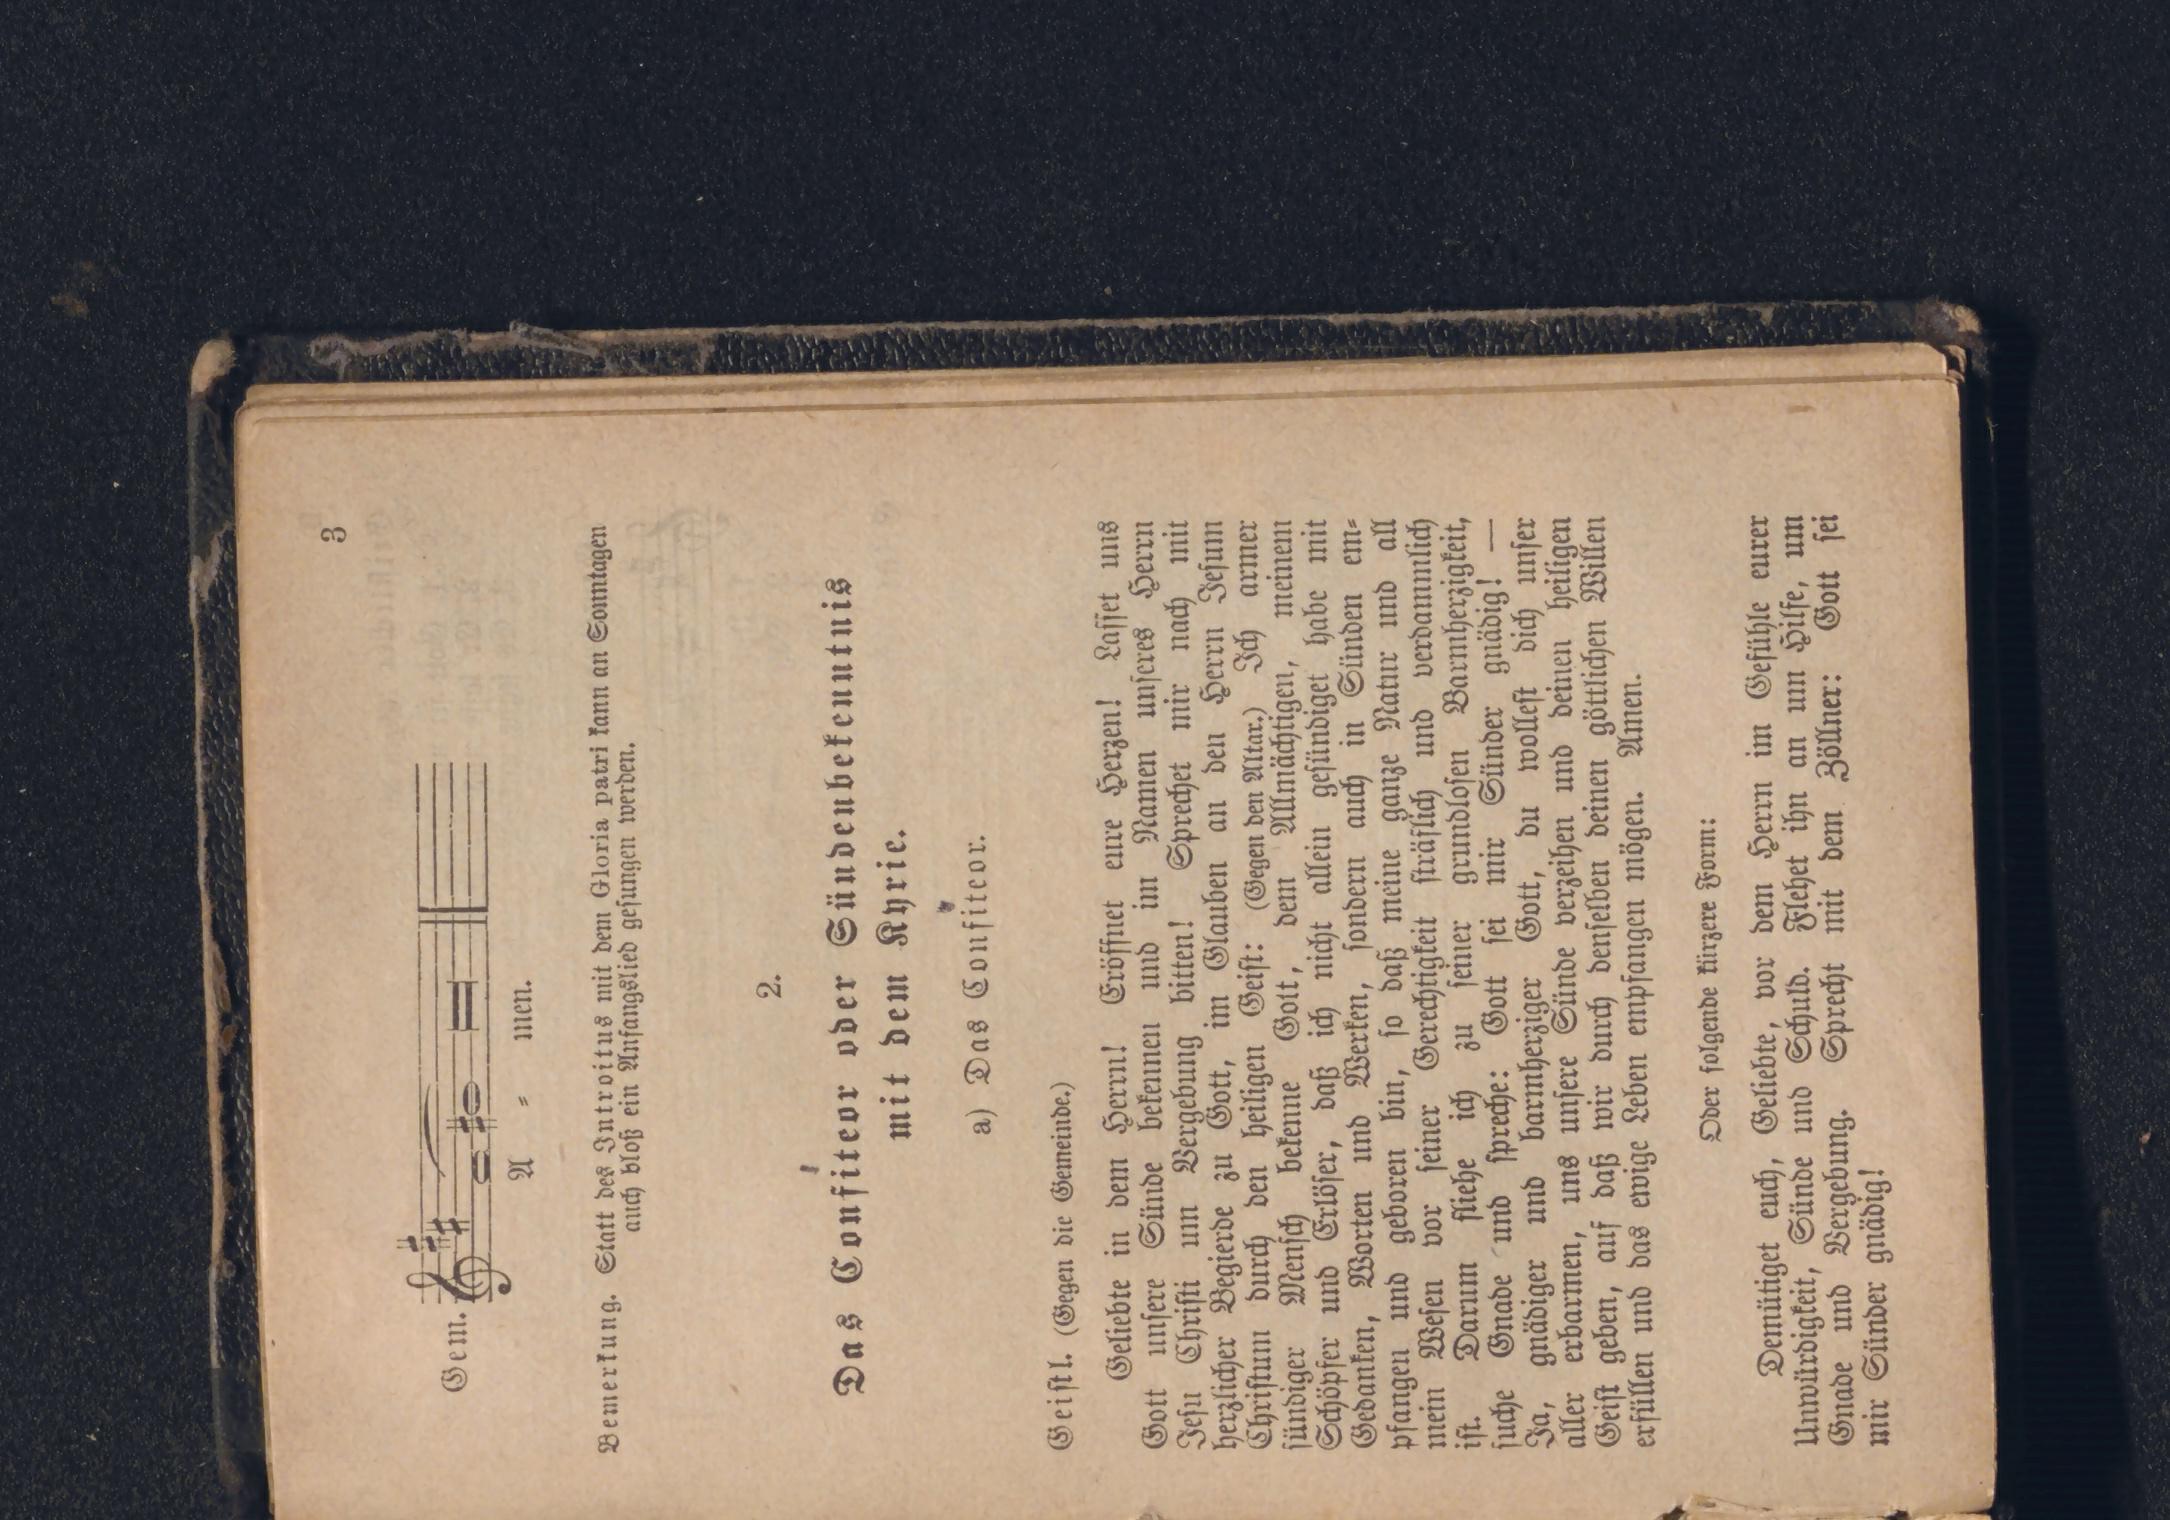 3
Gem.
A - men.
Bemerkung. Statt des Introitus mit dem Gloria patri kann an Sonntagen
auch bloß ein Anfangslied gesungen werden.
2.
Das Confiteor oder Sündenbekenntnis
mit dem Kyrie.
a) Das Confiteor.
Geistl. (Gegen die Gemeinde.)
Geliebte in dem Herrn! Eröffnet eure Herzen! Lasset uns
Gott unsere Sünde bekennen und im Namen unseres Herrn
Jesu Christi um Vergebung bitten! Sprechet mir nach mit
herzlicher Begierde zu Gott, im Glauben an den Herrn Jesum
Christum durch den heiligen Geist: (Gegen den Altar.) Ich armer
sündiger Mensch bekenne Gott, dem Allmächtigen, meinem
Schöpfer und Erlöser, daß ich nicht allein gesündiget habe mit
Gedanken, Worten und Werken, sondern auch in Sünden em-
pfangen und geboren bin, so daß meine ganze Natur und all
mein Wesen vor seiner Gerechtigkeit sträflich und verdammlich
ist. Darum fliehe ich zu seiner grundlosen Barmherzigkeit,
suche Gnade und spreche: Gott sei mir Sünder gnädig! —
Ja, gnädiger und barmherziger Gott, du wollest dich unser
aller erbarmen, uns unsere Sünde verzeihen und deinen heiligen
Geist geben, auf daß wir durch denselben deinen göttlichen Willen
erfüllen und das ewige Leben empfangen mögen. Amen.
Oder folgende kürzere Form:
Demütiget euch, Geliebte, vor dem Herrn im Gefühle eurer
Unwürdigkeit, Sünde und Schuld. Flehet ihn an um Hilfe, um
Gnade und Vergebung. Sprecht mit dem Zöllner: Gott sei
mir Sünder gnädig!